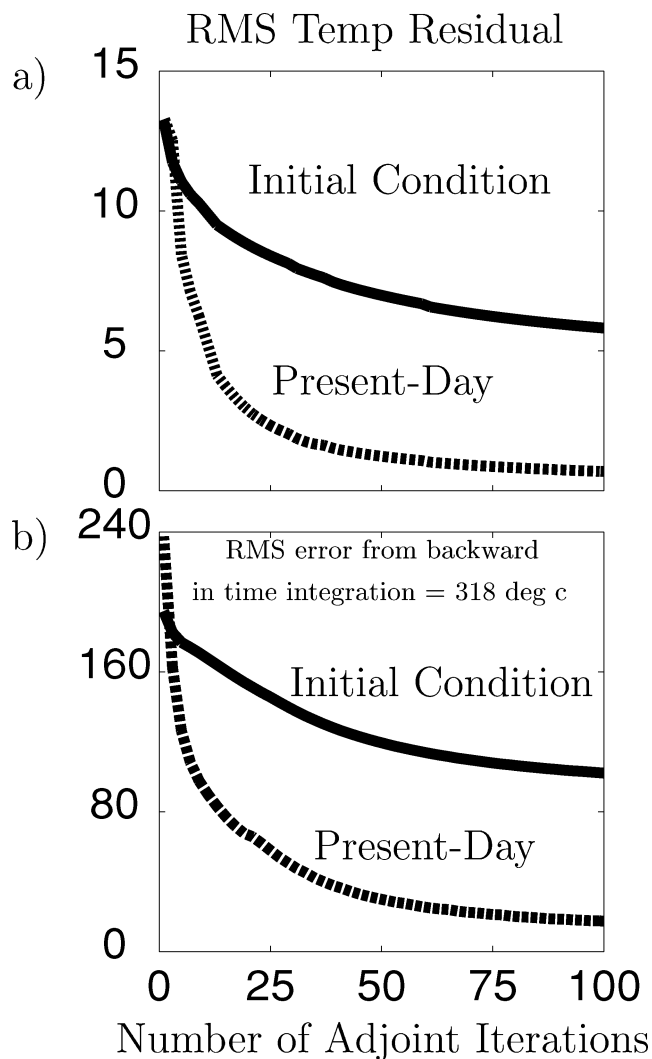 RMS Temp Residual
a)
15
10
5
0
Initial Condition
Present-Day
b)
240
160
80
0
RMS error from backward
in time integration = 318 deg c
Initial Condition
Present-Day
0 25 50 75 100
Number of Adjoint Iterations